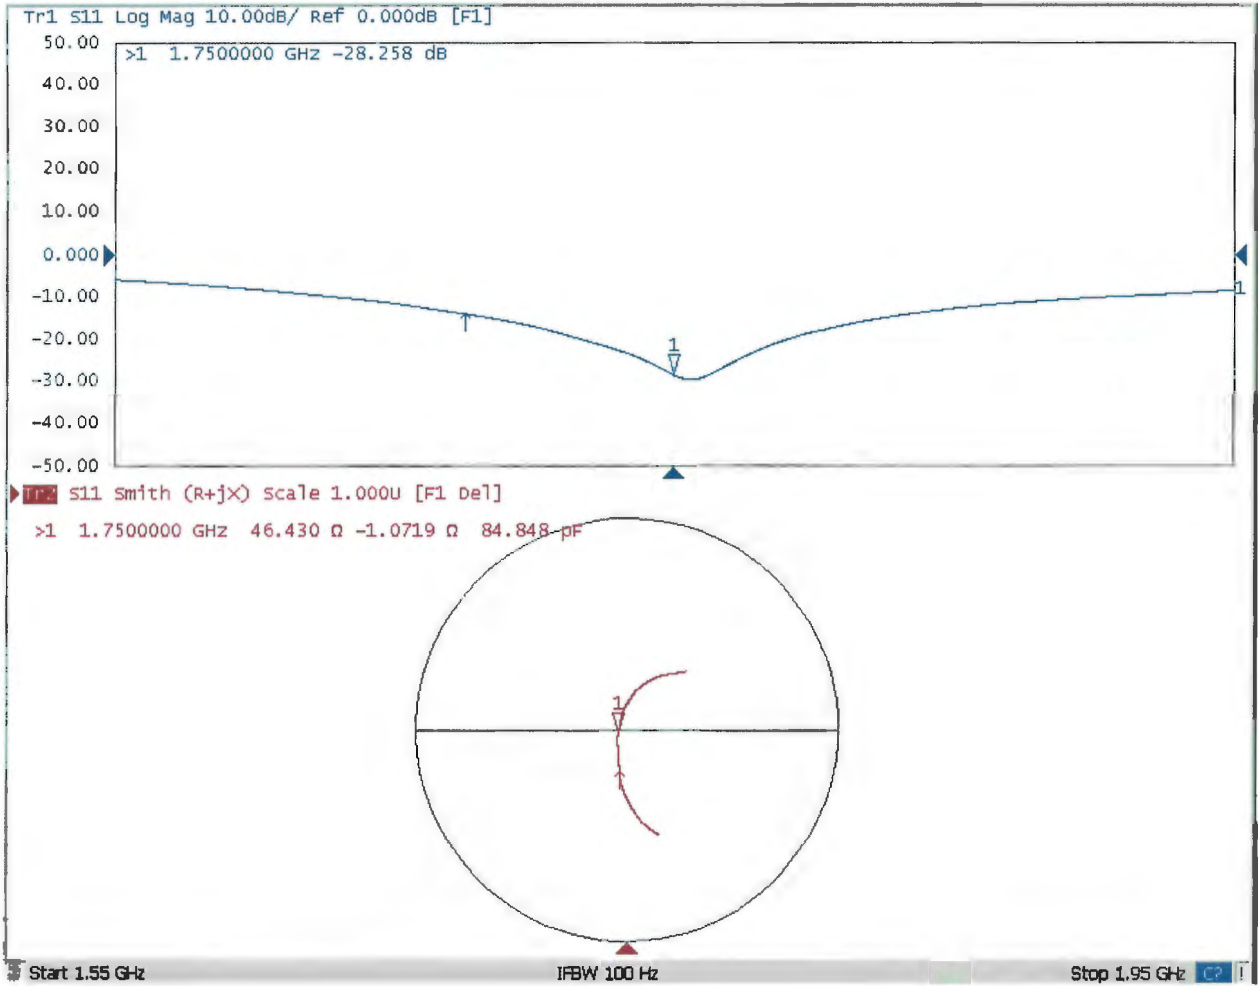 Tr1 S11 Log Mag 10.00dB/ Ref 0.000dB [F1]
50.00
>1 1.7500000 GHz -28.258 dB
40.00
30.00
20.00
10.00
0.000
-10.00
1
-20.00
1
-30.00
-40.00
-50.00
Tr2 S11 Smith (R+jX) Scale 1.000U [F1 Del]
>1 1.7500000 GHz 46.430 Ω -1.0719 Ω 84.848 pF
1
Start 1.55 GHz IFBW 100 Hz Stop 1.95 GHz C? !